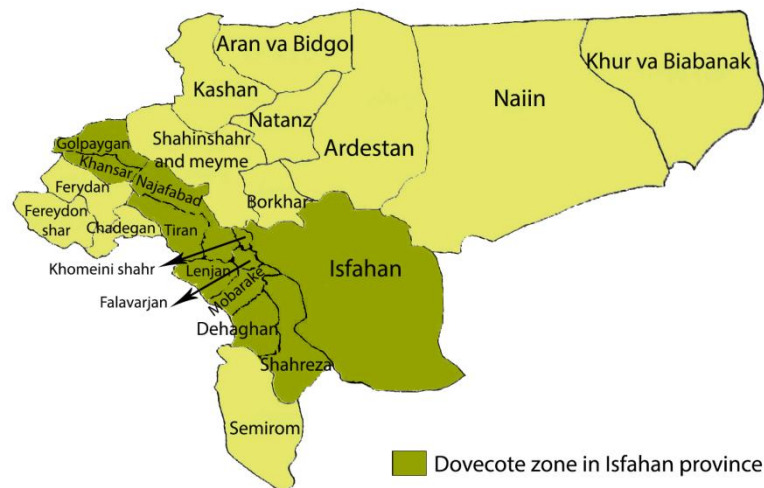 Aran va Bidgol
Khur va Biabanak
Kashan
Naiin
Natanz
Shahinshahr
and meyme
Ardestan
Golpaygan
Khansar
Najafabad
Ferydan
Borkhar
Fereydon
shar
Chadegan
Tiran
Khomeini shahr
Lenjan
Isfahan
Falavarjan
Mobarake
Dehaghan
Shahreza
Semirom
Dovecote zone in Isfahan province